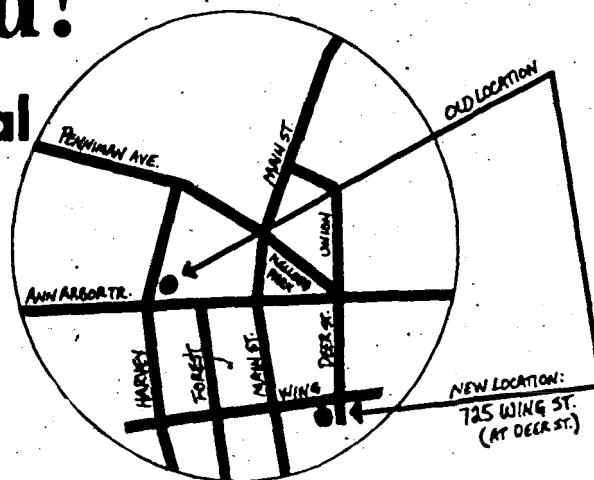 d!
al
PENNIMAN AVE.
MAIN ST.
OLD LOCATION
UNION
KELLOGG
PARK
ANN ARBOR TR.
HARVEY
FOREST
MAIN ST.
DEER ST.
WING
NEW LOCATION:
725 WING ST.
(AT DEER ST.)